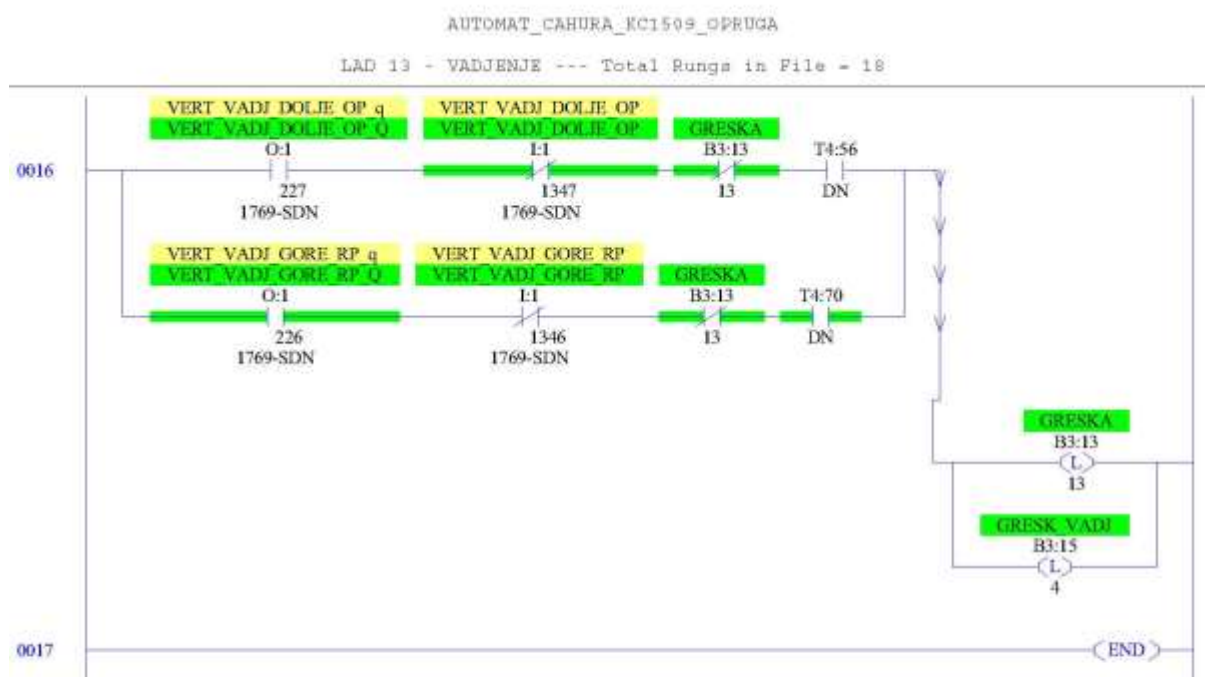 AUTOMAT_CAHURA_KC1509_OPRUGA
LAD 13 - VADJENJE --- Total Rungs in File = 18
VERT_VADJ_DOLJE_OP_q VERT_VADJ_DOLJE_OP
VERT_VADJ_DOLJE_OP_Q VERT_VADJ_DOLJE_OP GRESKA
O:1 I:1 B3:13 T4:56
0016
227 1347 13 DN
1769-SDN 1769-SDN
VERT_VADJ_GORE_RP_q VERT_VADJ_GORE_RP
VERT_VADJ_GORE_RP_Q VERT_VADJ_GORE_RP GRESKA
O:1 I:1 B3:13 T4:70
226 1346 13 DN
1769-SDN 1769-SDN
GRESKA
B3:13
L
13
GRESK_VADJ
B3:15
L
4
0017 END